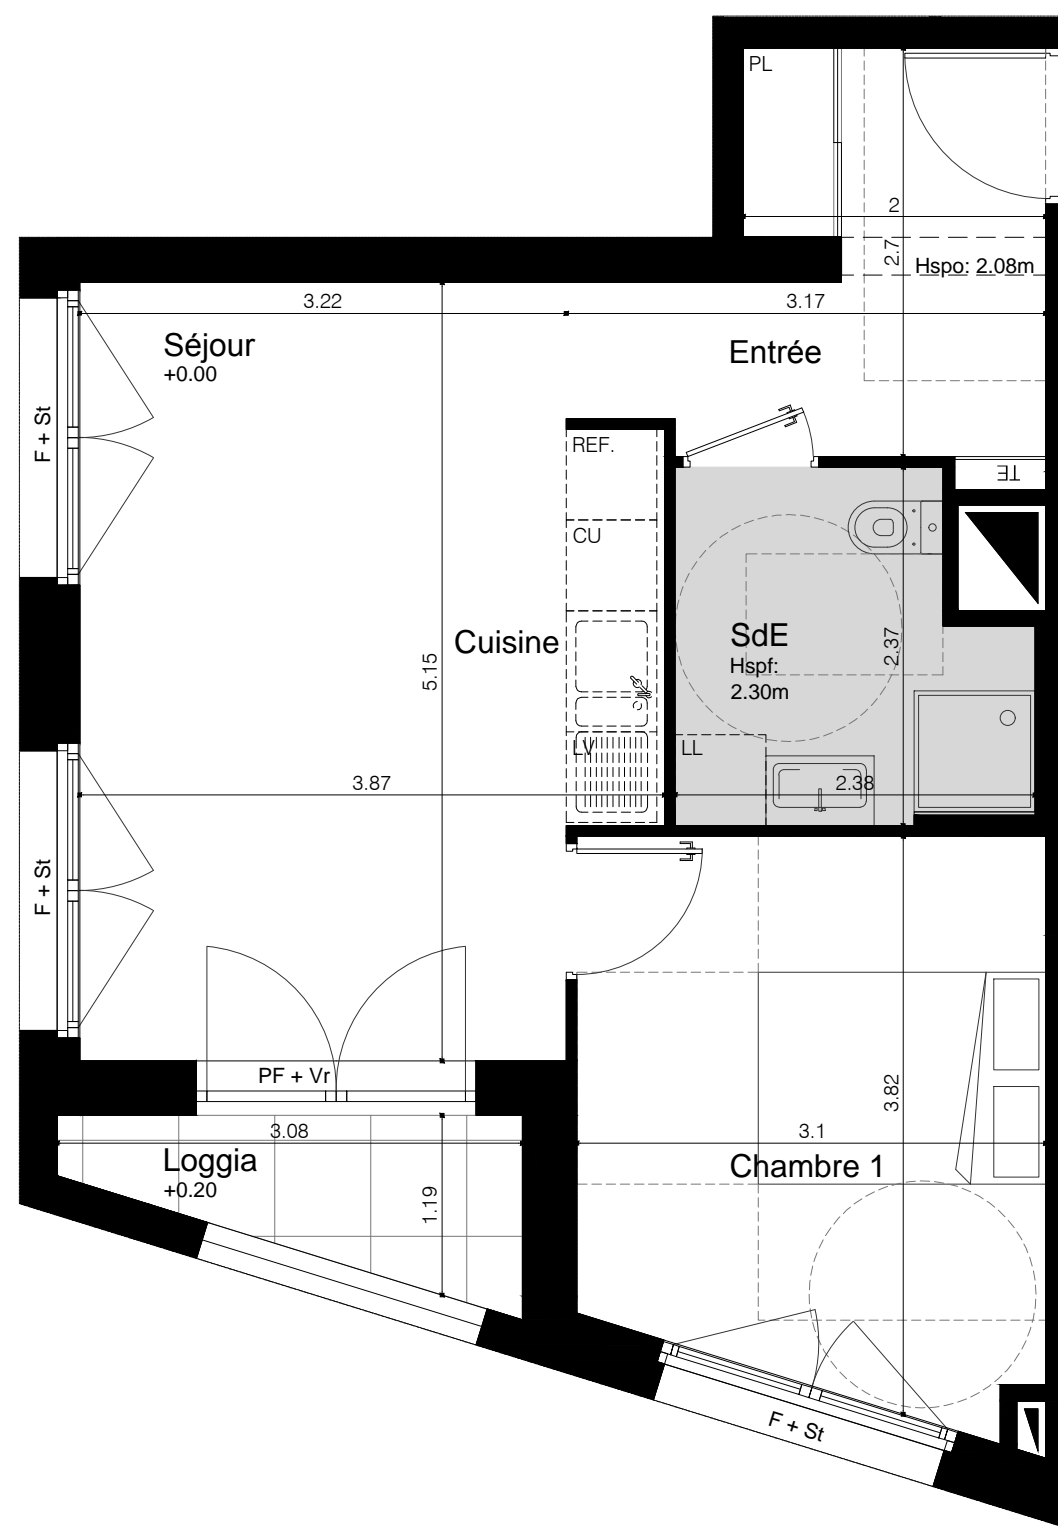 PL
2
2.7
Hspo: 2.08m
3.22
3.17
Séjour
+0.00
Entrée
F + St
REF.
TE
CU
Cuisine
SdE
Hspf:
2.30m
2.37
5.15
LV
LL
3.87
2.38
F + St
PF + Vr
3.82
3.08
3.1
Loggia
+0.20
Chambre 1
1.19
F + St